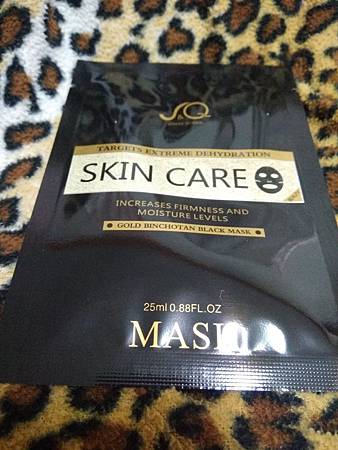 TARGETS EXTREME DEHYDRATION
SKIN CARE
INCREASES FIRMNESS AND
MOISTURE LEVELS
GOLD BINCHOTAN BLACK MASK
25ml 0.88FL.OZ
MASK